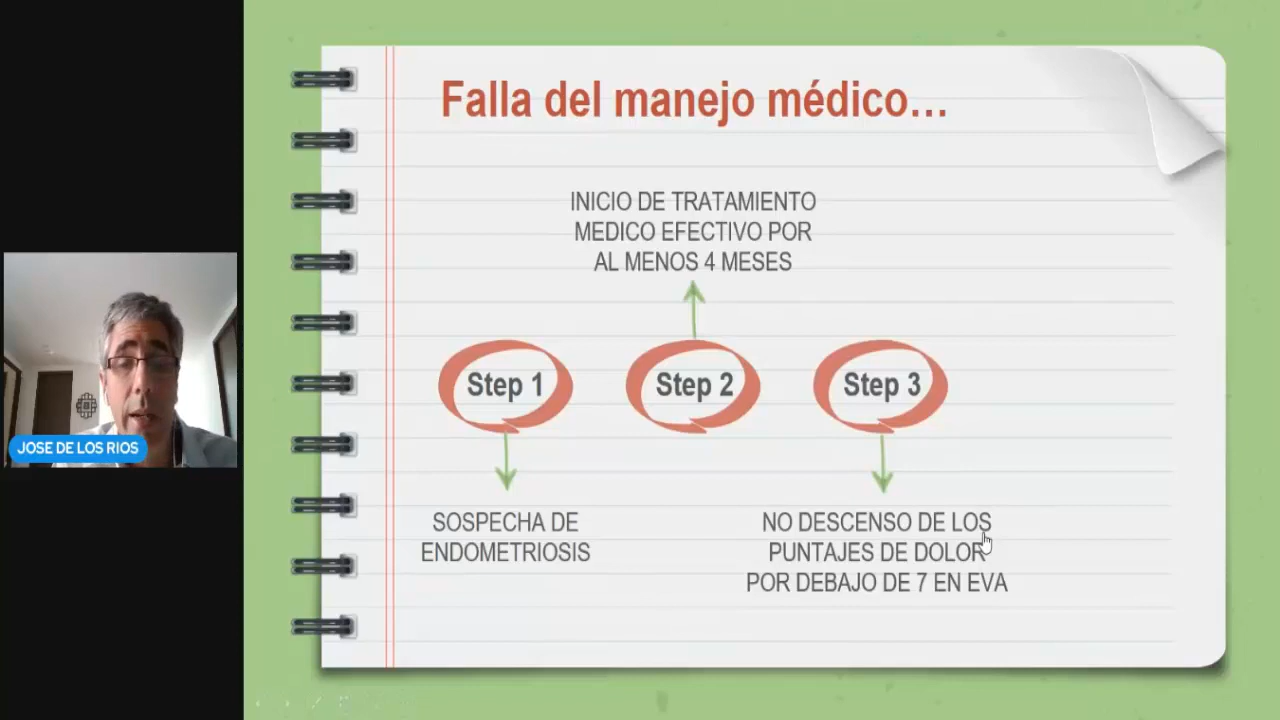 Falla del manejo médico...
INICIO DE TRATAMIENTO
MEDICO EFECTIVO POR
AL MENOS 4 MESES
Step 1
Step 2
Step 3
SOSPECHA DE
ENDOMETRIOSIS
NO DESCENSO DE LOS
PUNTAJES DE DOLOR
POR DEBAJO DE 7 EN EVA
JOSE DE LOS RIOS